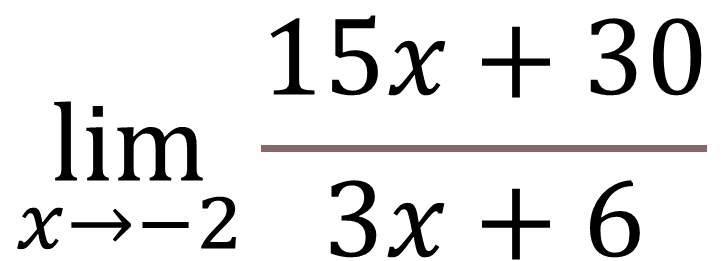 lim x→−2 15x + 30
3x + 6